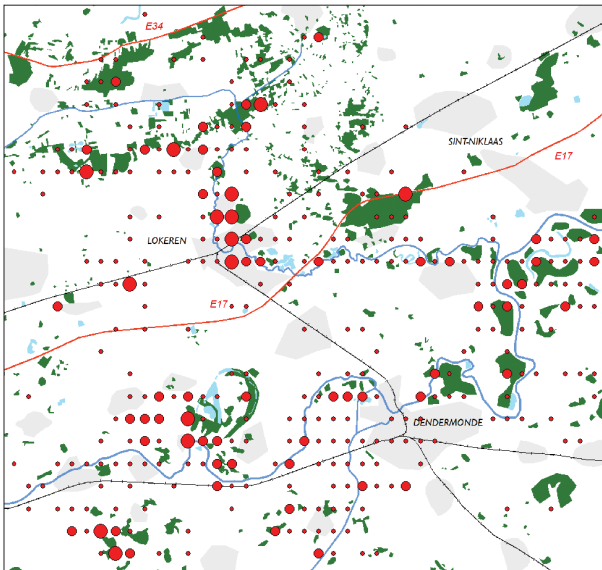 E34
SINT-NIKLAAS
E17
LOKEREN
E17
DENDERMONDE